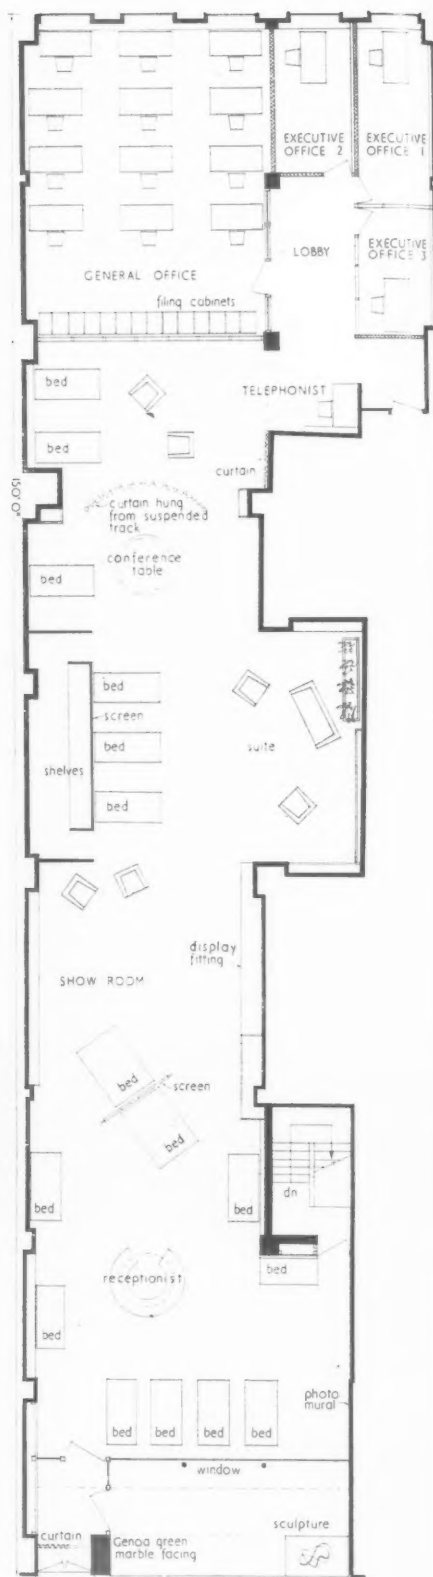 EXECUTIVE
OFFICE 2
EXECUTIVE
OFFICE 1
LOBBY
EXECUTIVE
OFFICE 3
GENERAL OFFICE
filing cabinets
bed
TELEPHONIST
bed
curtain
150'.0"
curtain hung
from suspended
track
conference
table
bed
bed
screen
bed
suite
shelves
bed
display
fitting
SHOW ROOM
bed
screen
bed
dn
bed
bed
bed
receptionist
bed
photo
mural
bed
bed
bed
bed
window
curtain
Genoa green
marble facing
sculpture